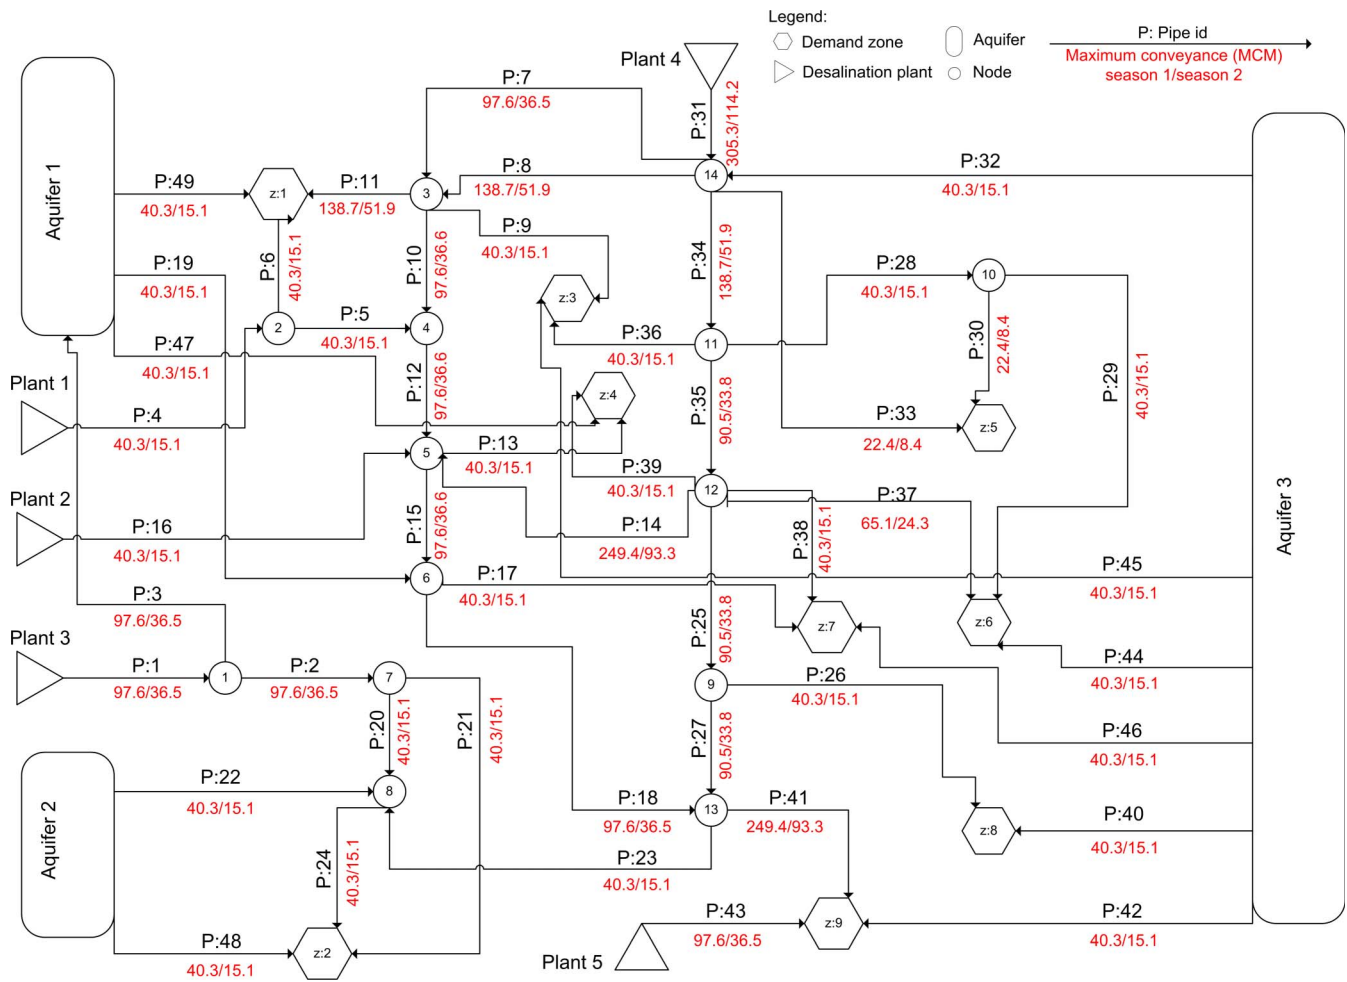 Legend:
Demand zone
Aquifer
Desalination plant
Node
P: Pipe id
Maximum conveyance (MCM)
season 1/season 2
Plant 4
P:7
97.6/36.5
P:31
305.3/114.2
Aquifer 1
P:49
40.3/15.1
z:1
P:11
138.7/51.9
3
P:8
138.7/51.9
14
P:32
40.3/15.1
P:9
40.3/15.1
P:6
40.3/15.1
P:10
97.6/36.6
P:34
138.7/51.9
P:19
40.3/15.1
z:3
P:28
40.3/15.1
10
2
P:5
40.3/15.1
4
P:36
40.3/15.1
11
P:30
22.4/8.4
P:29
40.3/15.1
P:47
40.3/15.1
P:12
97.6/36.6
z:4
P:35
90.5/33.8
Plant 1
P:4
40.3/15.1
P:33
22.4/8.4
z:5
5
P:13
40.3/15.1
P:39
40.3/15.1
12
P:37
65.1/24.3
Plant 2
P:16
40.3/15.1
P:15
97.6/36.6
P:14
249.4/93.3
P:38
40.3/15.1
Aquifer 3
6
P:17
40.3/15.1
P:45
40.3/15.1
P:3
97.6/36.5
P:25
90.5/33.8
z:7
z:6
Plant 3
P:1
97.6/36.5
1
P:2
97.6/36.5
7
9
P:26
40.3/15.1
P:44
40.3/15.1
P:20
40.3/15.1
P:21
40.3/15.1
P:27
90.5/33.8
P:46
40.3/15.1
Aquifer 2
P:22
40.3/15.1
8
P:18
97.6/36.5
13
P:41
249.4/93.3
z:8
P:40
40.3/15.1
P:24
40.3/15.1
P:23
40.3/15.1
P:48
40.3/15.1
z:2
Plant 5
P:43
97.6/36.5
z:9
P:42
40.3/15.1